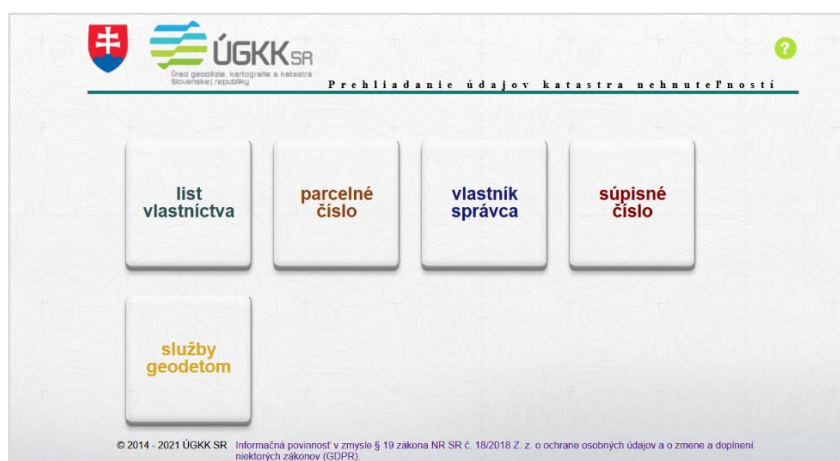 ÚGKK SR
Úrad geodézie, kartografie a katastra
Slovenskej republiky
Prehliadanie údajov katastra nehnuteľností
?
list
vlastníctva
parcelné
číslo
vlastník
správca
súpisné
číslo
služby
geodetom
© 2014 - 2021 ÚGKK SR Informačná povinnosť v zmysle § 19 zákona NR SR č. 18/2018 Z. z. o ochrane osobných údajov a o zmene a doplnení
niektorých zákonov (GDPR).